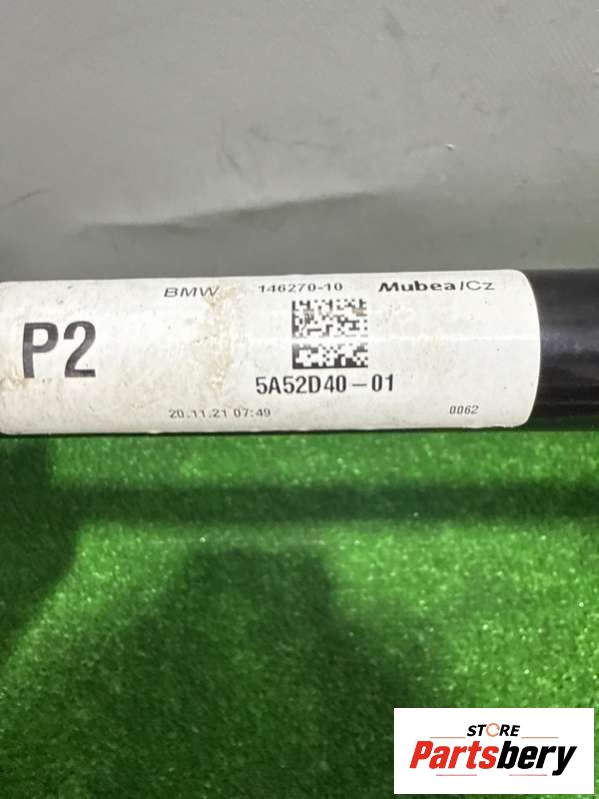 BMW 146270-10 Mubea/Cz
P2
5A52D40-01
20.11.21 07:49 0062
STORE
Partsbery